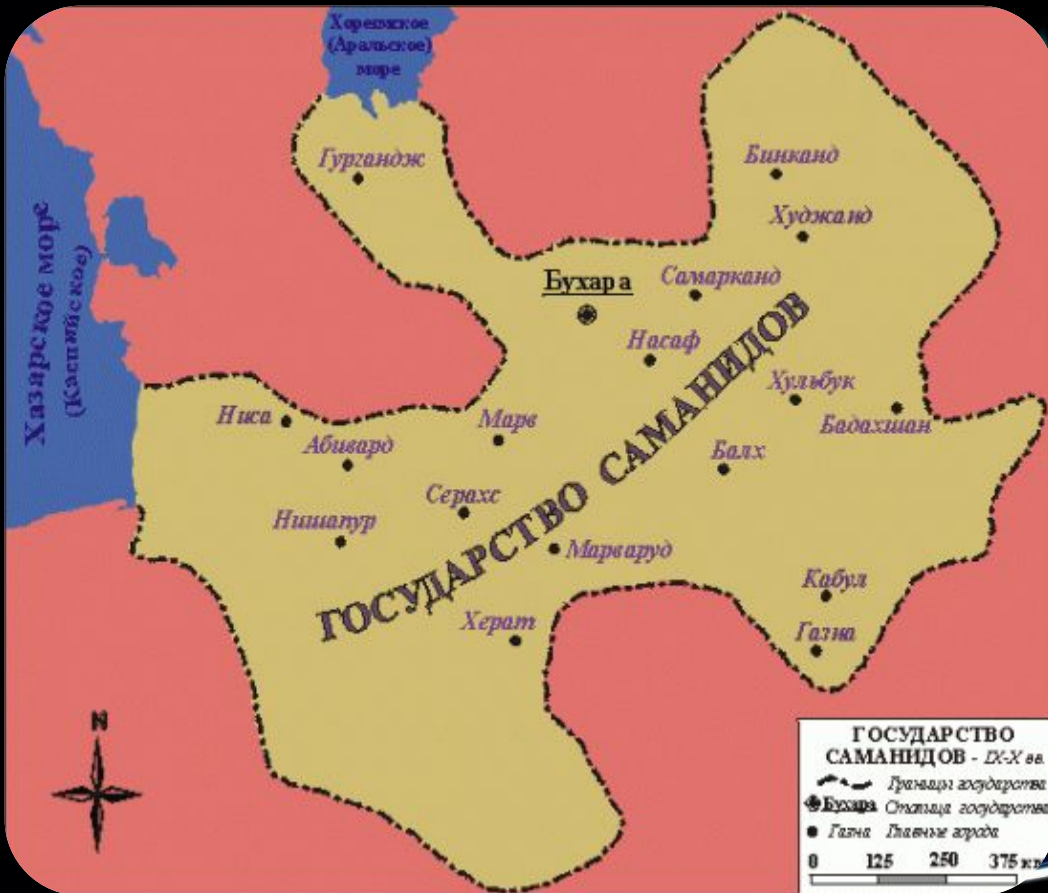 Хорезмское
(Аральское)
море
Гургандж
Бинканд
Худжанд
Хазарское море
(Каспийское)
Бухара
Самарканд
Насаф
Хульбук
Бадахшан
Ниса
Абивард
Марв
Балх
Серахс
Нишапур
ГОСУДАРСТВО САМАНИДОВ
Марваруд
Кабул
Херат
Газна
N
ГОСУДАРСТВО
САМАНИДОВ - IX-X вв.
Границы государства
Бухара Столица государства
Газна Главные города
0 125 250 375 км